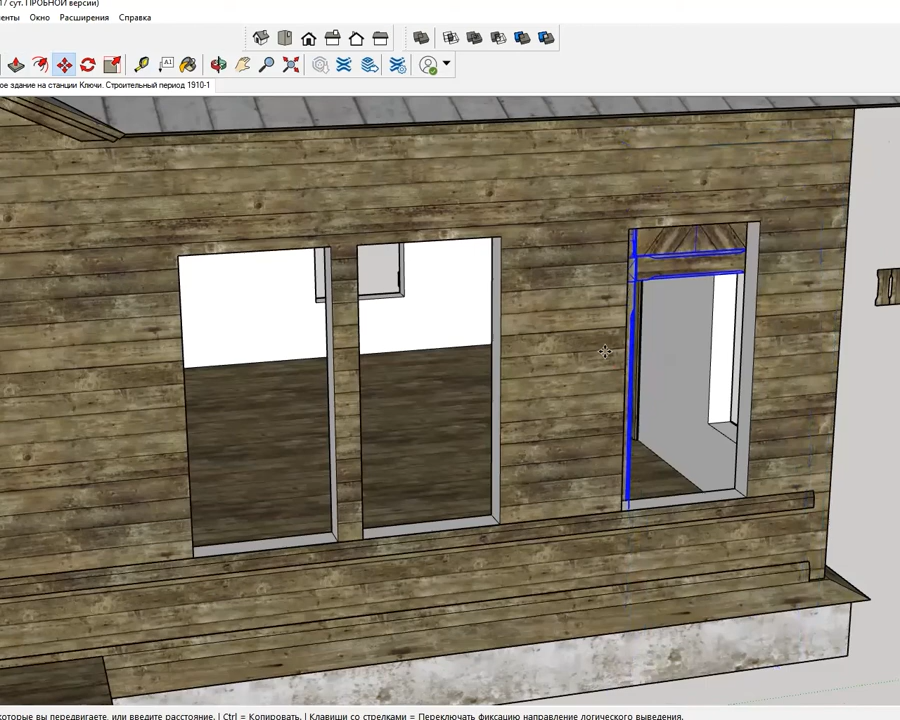 17 сут. ПРОБНОЙ версии)
енты Окно Расширения Справка
A1
ое здание на станции Ключи. Строительный период 1910-1
которые вы передвигаете, или введите расстояние. | Ctrl = Копировать. | Клавиши со стрелками = Переключать фиксацию направление логического выведения.